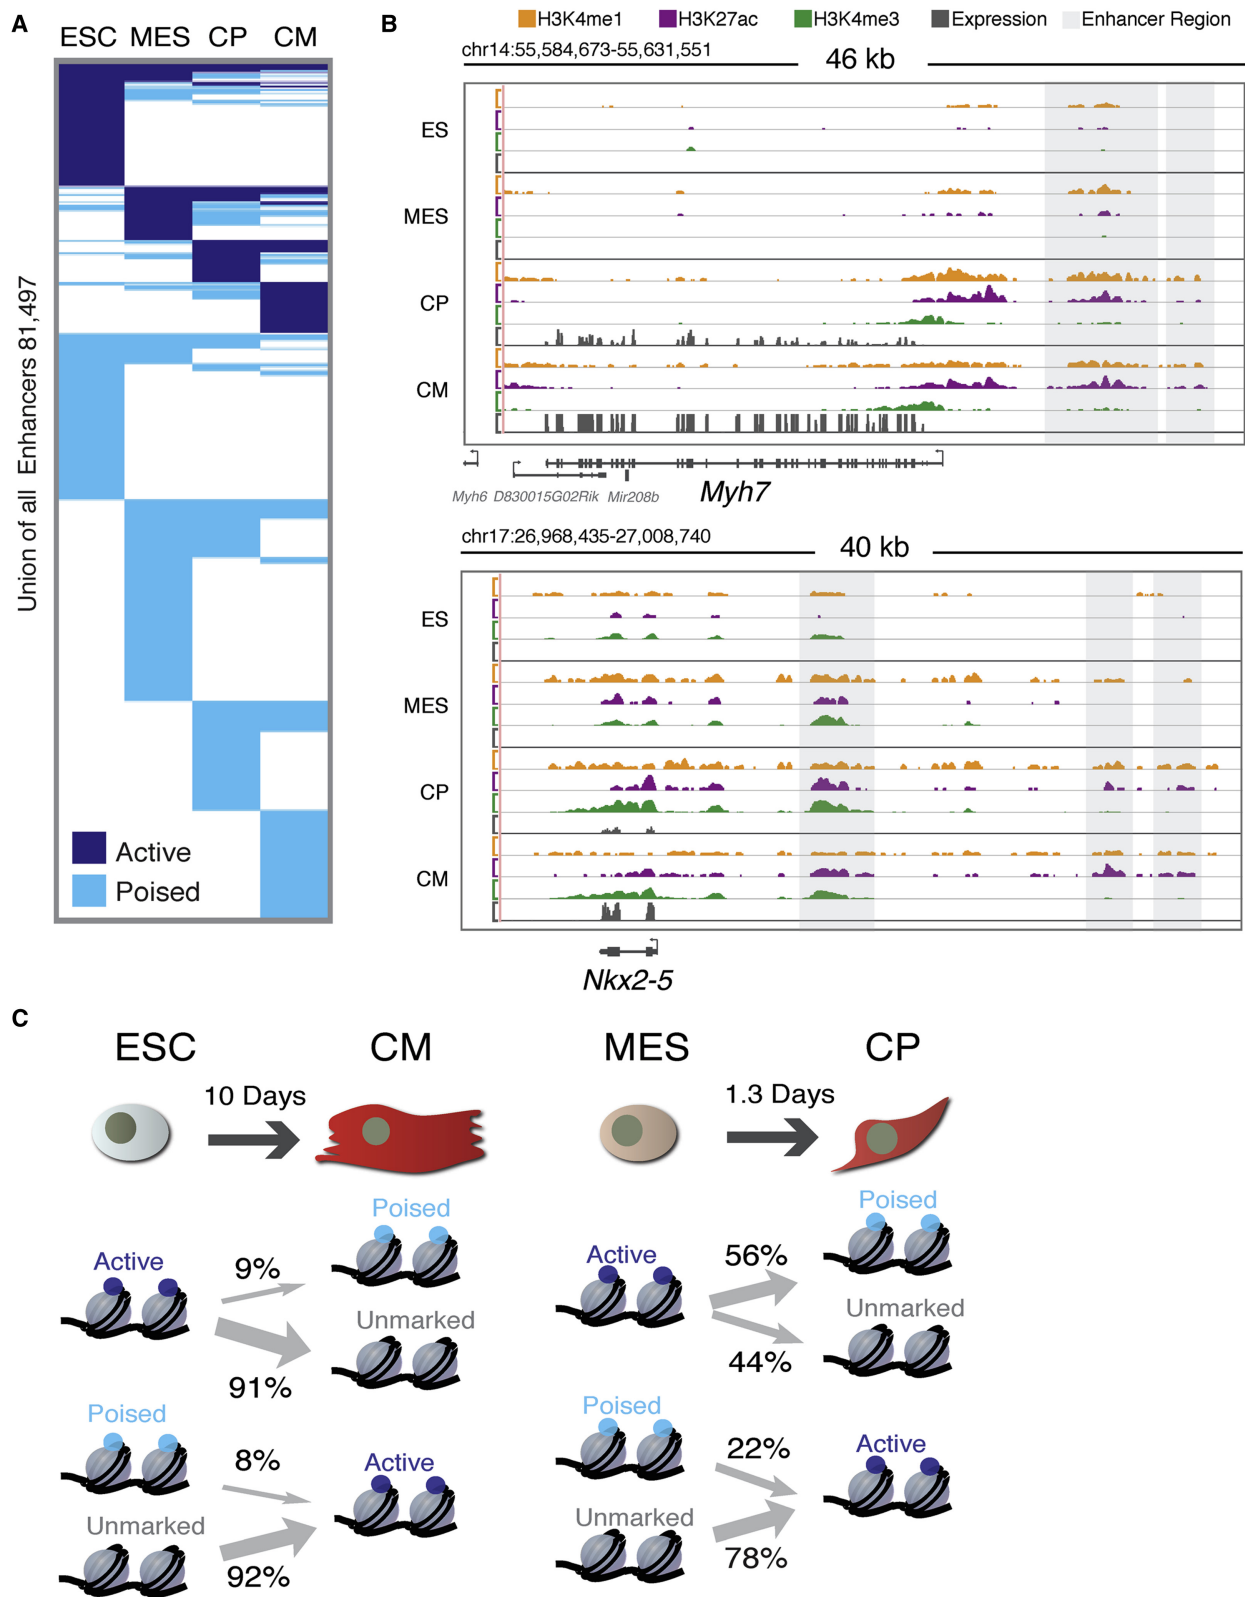 A
ESC MES CP CM
Union of all Enhancers 81,497
Active
Poised
B
H3K4me1 H3K27ac H3K4me3 Expression Enhancer Region
chr14:55,584,673-55,631,551
46 kb
ES
MES
CP
CM
Myh6 D830015G02Rik Mir208b Myh7
chr17:26,968,435-27,008,740
40 kb
ES
MES
CP
CM
Nkx2-5
C
ESC CM MES CP
10 Days 1.3 Days
Poised Poised
Active 9% Active 56%
Unmarked Unmarked
91% 44%
Poised Poised
8% Active 22% Active
Unmarked Unmarked
92% 78%